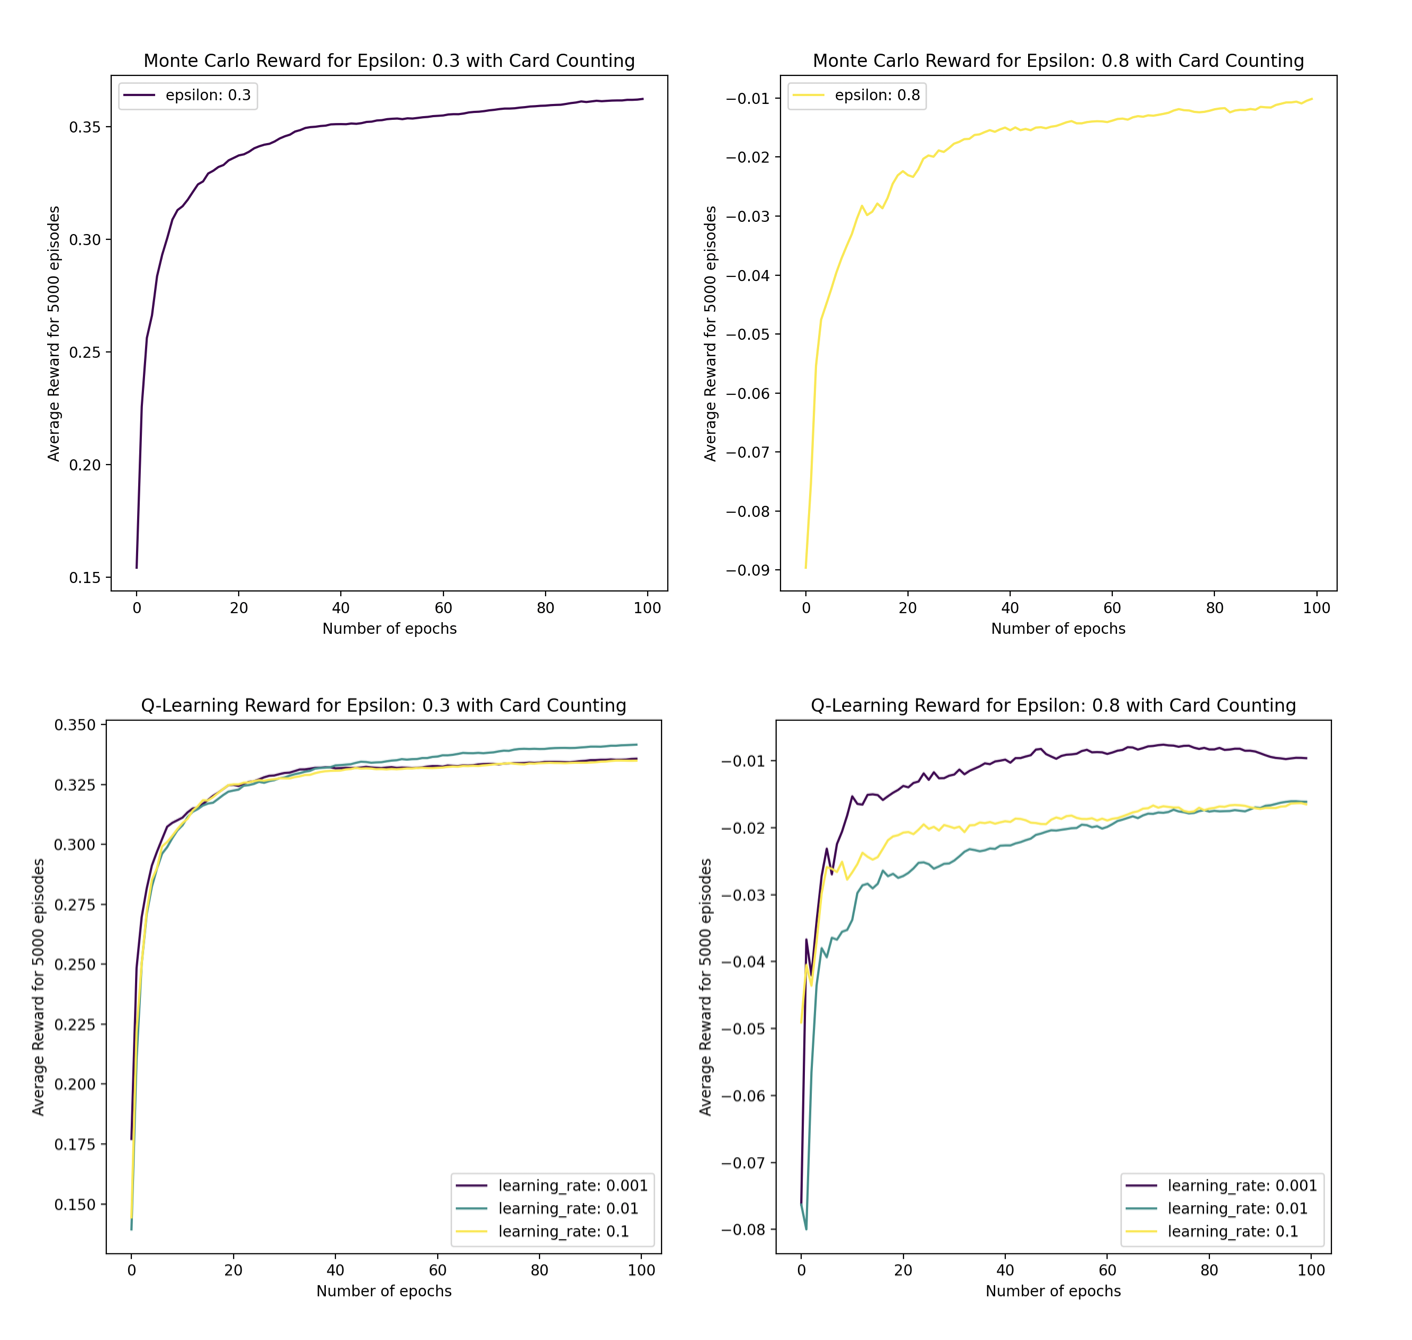 Monte Carlo Reward for Epsilon: 0.3 with Card Counting
epsilon: 0.3
Average Reward for 5000 episodes
0.35
0.30
0.25
0.20
0.15
0 20 40 60 80 100
Number of epochs
Monte Carlo Reward for Epsilon: 0.8 with Card Counting
epsilon: 0.8
Average Reward for 5000 episodes
−0.01
−0.02
−0.03
−0.04
−0.05
−0.06
−0.07
−0.08
−0.09
0 20 40 60 80 100
Number of epochs
Q-Learning Reward for Epsilon: 0.3 with Card Counting
Average Reward for 5000 episodes
0.350
0.325
0.300
0.275
0.250
0.225
0.200
0.175
0.150
learning_rate: 0.001
learning_rate: 0.01
learning_rate: 0.1
0 20 40 60 80 100
Number of epochs
Q-Learning Reward for Epsilon: 0.8 with Card Counting
Average Reward for 5000 episodes
−0.01
−0.02
−0.03
−0.04
−0.05
−0.06
−0.07
−0.08
learning_rate: 0.001
learning_rate: 0.01
learning_rate: 0.1
0 20 40 60 80 100
Number of epochs